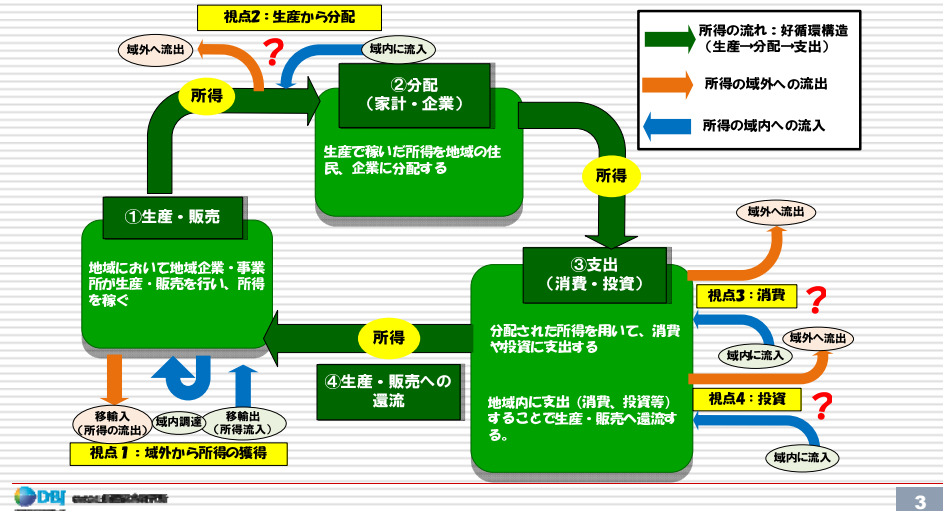 視点2：生産から分配
域外へ流出
?
域内に流入
所得
②分配
（家計・企業）
生産で稼いだ所得を地域の住
民、企業に分配する
所得の流れ：好循環構造
（生産→分配→支出）
所得の域外への流出
所得の域内への流入
所得
①生産・販売
地域において地域企業・事業
所が生産・販売を行い、所得
を稼ぐ
③支出
（消費・投資）
分配された所得を用いて、消費
や投資に支出する
地域内に支出（消費、投資等）
することで生産・販売へ還流す
る。
域外へ流出
視点3：消費
?
域内に流入
域外へ流出
視点4：投資
?
域内に流入
所得
④生産・販売への
還流
移輸入
（所得の流出）
域内調達
移輸出
（所得流入）
視点1：域外から所得の獲得
DBJ
3